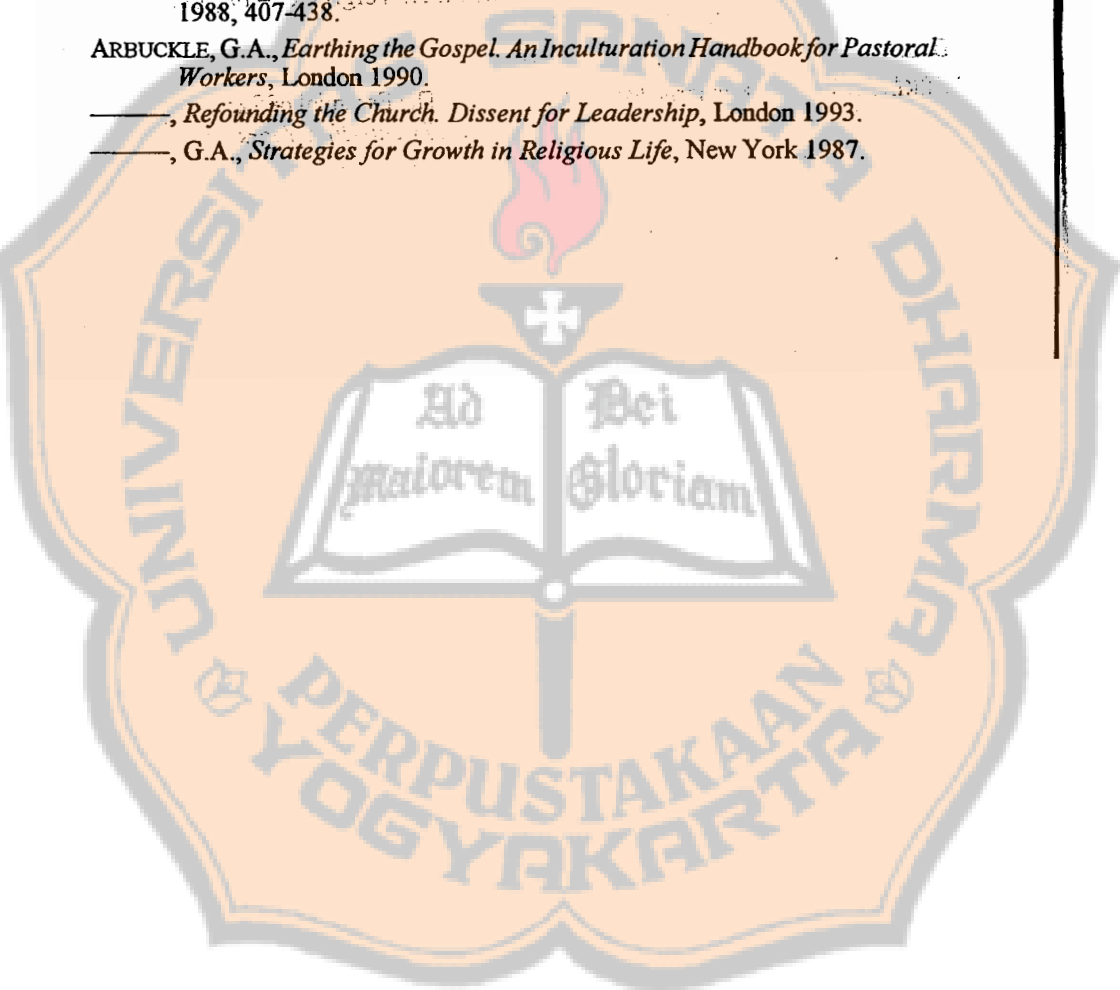 1988, 407-438.
ARBUCKLE, G.A., Earthing the Gospel. An Inculturation Handbook for Pastoral
Workers, London 1990.
———, Refounding the Church. Dissent for Leadership, London 1993.
———, G.A., Strategies for Growth in Religious Life, New York 1987.
UNIVERSITAS SANATA DHARMA
Ad
maiorem
Dei
Gloriam
PERPUSTAKAAN
YOGYAKARTA